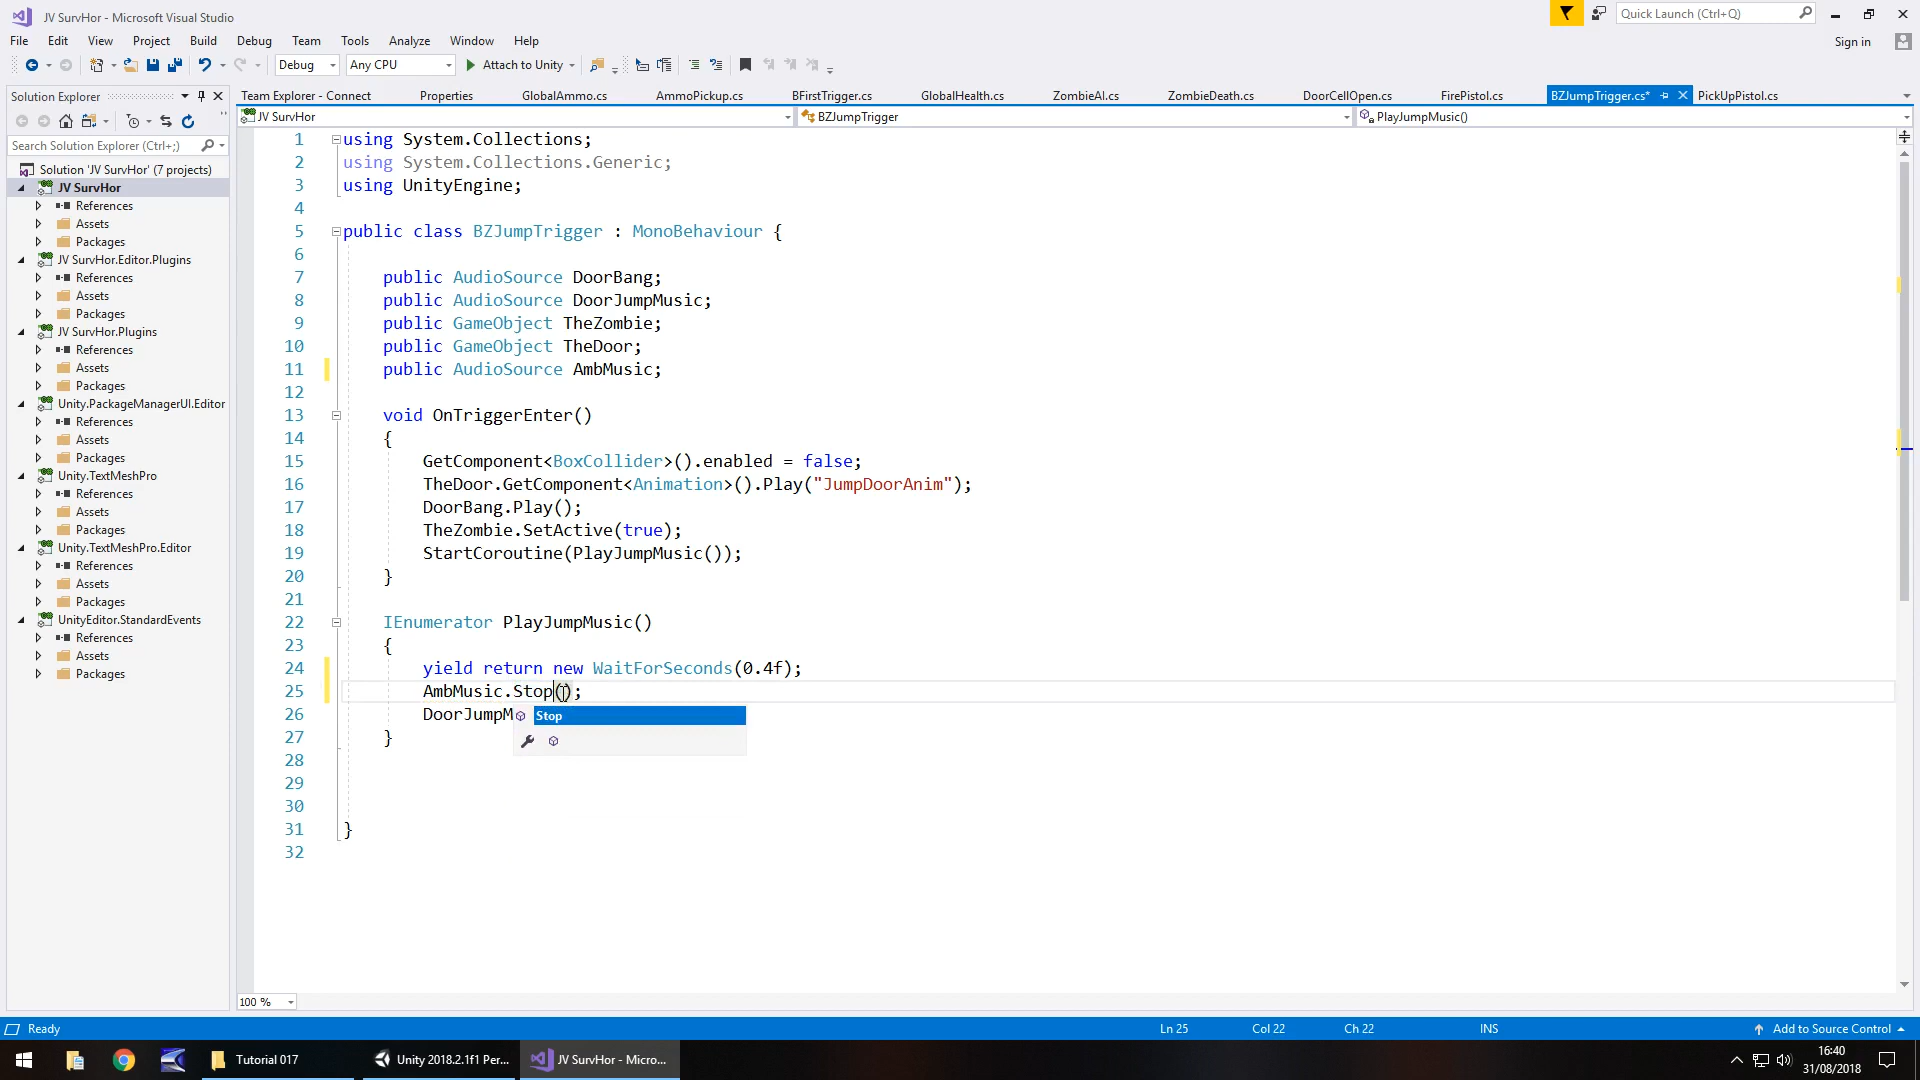 JV SurvHor - Microsoft Visual Studio
Quick Launch (Ctrl+Q)
File Edit View Project Build Debug Team Tools Analyze Window Help
Sign in
Debug Any CPU Attach to Unity
Solution Explorer
Team Explorer - Connect Properties GlobalAmmo.cs AmmoPickup.cs BFirstTrigger.cs GlobalHealth.cs ZombieAI.cs ZombieDeath.cs DoorCellOpen.cs FirePistol.cs BZJumpTrigger.cs* PickUpPistol.cs
JV SurvHor BZJumpTrigger PlayJumpMusic()
Search Solution Explorer (Ctrl+;)
Solution 'JV SurvHor' (7 projects)
JV SurvHor
References
Assets
Packages
JV SurvHor.Editor.Plugins
References
Assets
Packages
JV SurvHor.Plugins
References
Assets
Packages
Unity.PackageManagerUI.Editor
References
Assets
Packages
Unity.TextMeshPro
References
Assets
Packages
Unity.TextMeshPro.Editor
References
Assets
Packages
UnityEditor.StandardEvents
References
Assets
Packages
1 using System.Collections;
2 using System.Collections.Generic;
3 using UnityEngine;
4
5 public class BZJumpTrigger : MonoBehaviour {
6
7 public AudioSource DoorBang;
8 public AudioSource DoorJumpMusic;
9 public GameObject TheZombie;
10 public GameObject TheDoor;
11 public AudioSource AmbMusic;
12
13 void OnTriggerEnter()
14 {
15 GetComponent<BoxCollider>().enabled = false;
16 TheDoor.GetComponent<Animation>().Play("JumpDoorAnim");
17 DoorBang.Play();
18 TheZombie.SetActive(true);
19 StartCoroutine(PlayJumpMusic());
20 }
21
22 IEnumerator PlayJumpMusic()
23 {
24 yield return new WaitForSeconds(0.4f);
25 AmbMusic.Stop();
26 DoorJumpM
Stop
27 }
28
29
30
31 }
32
100 %
Ready Ln 25 Col 22 Ch 22 INS Add to Source Control
Tutorial 017 Unity 2018.2.1f1 Per... JV SurvHor - Micro... 16:40
31/08/2018